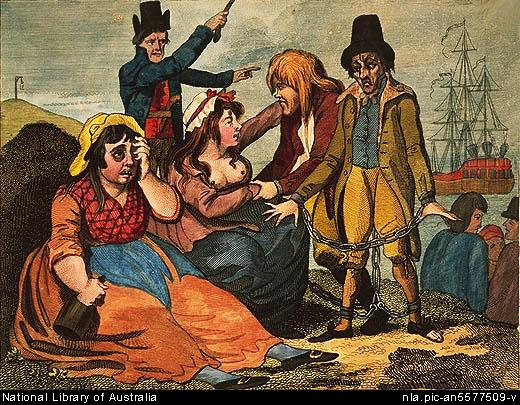 National Library of Australia
nla.pic-an5577509-v